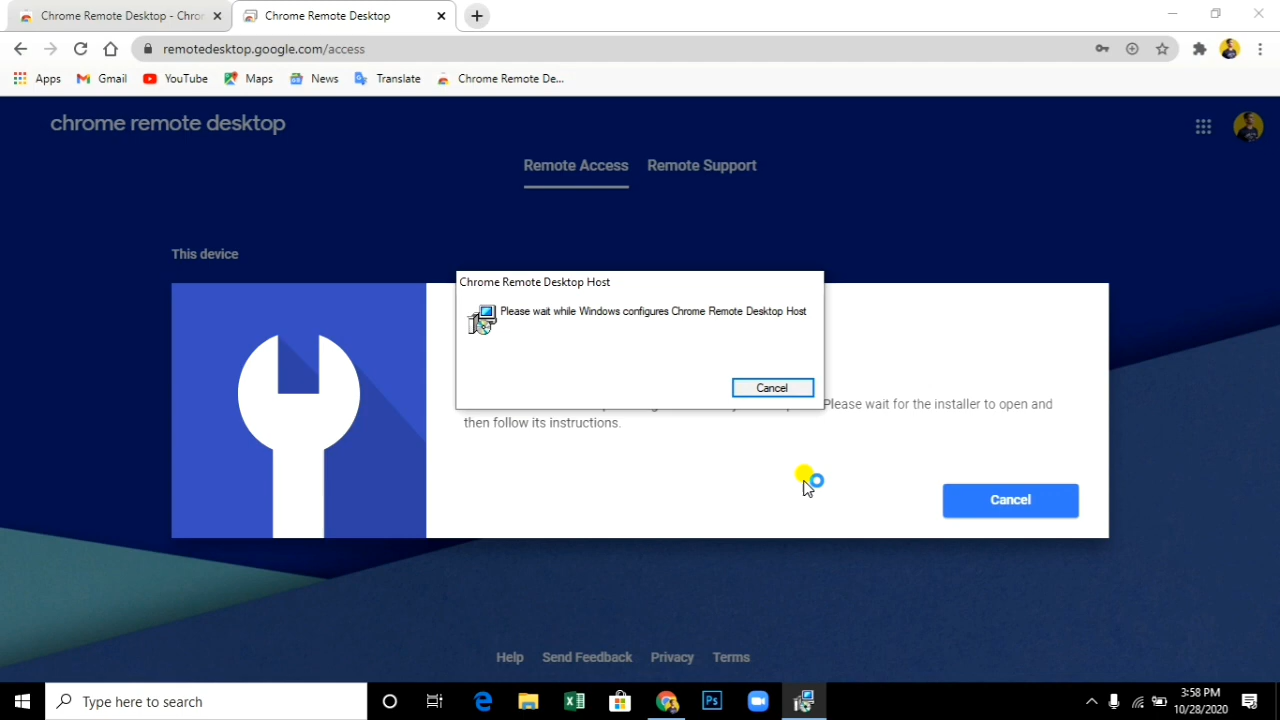 Chrome Remote Desktop - Chro
Chrome Remote Desktop
remotedesktop.google.com/access
Apps
Gmail
YouTube
Maps
News
Translate
Chrome Remote De...
chrome remote desktop
Remote Access
Remote Support
This device
Chrome Remote Desktop Host
Please wait while Windows configures Chrome Remote Desktop Host
Cancel
Please wait for the installer to open and
then follow its instructions.
Cancel
Help
Send Feedback
Privacy
Terms
Type here to search
Ps
3:58 PM
10/28/2020